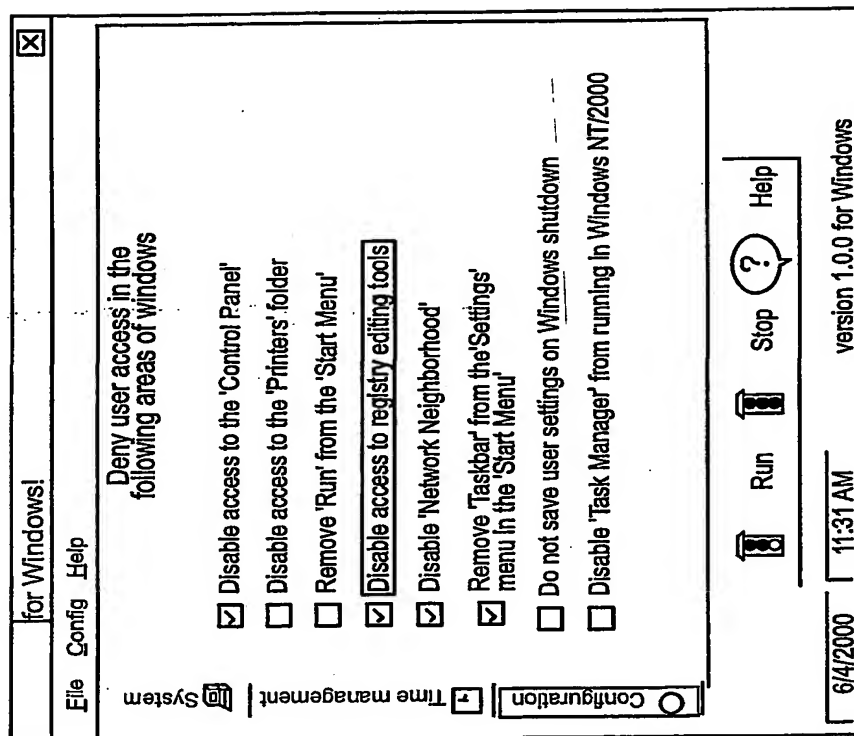 for Windows!
File Config Help
System
Time management
Configuration
Deny user access in the
following areas of windows
Disable access to the 'Control Panel'
Disable access to the 'Printers' folder
Remove 'Run' from the 'Start Menu'
Disable access to registry editing tools
Disable 'Network Neighborhood'
Remove 'Taskbar' from the'Settings'
menu in the 'Start Menu'
Do not save user settings on Windows shutdown
Disable 'Task Manager' from running in Windows NT/2000
Run Stop ? Help
6/4/2000 11:31 AM version 1.0.0 for Windows